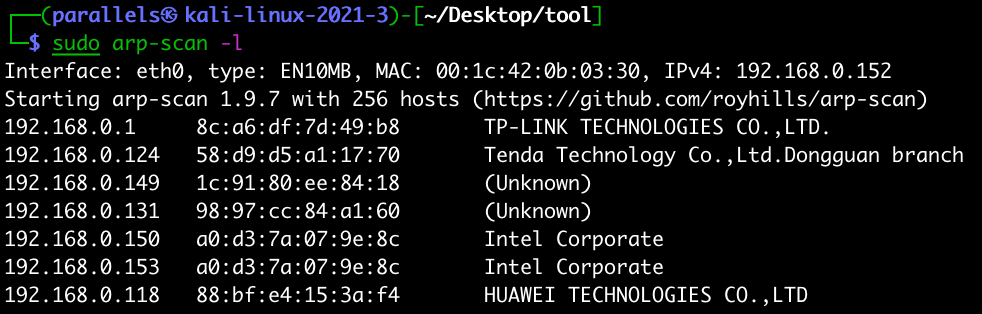 (parallels㉿kali-linux-2021-3)-[~/Desktop/tool]
$ sudo arp-scan -l
Interface: eth0, type: EN10MB, MAC: 00:1c:42:0b:03:30, IPv4: 192.168.0.152
Starting arp-scan 1.9.7 with 256 hosts (https://github.com/royhills/arp-scan)
192.168.0.1 8c:a6:df:7d:49:b8 TP-LINK TECHNOLOGIES CO.,LTD.
192.168.0.124 58:d9:d5:a1:17:70 Tenda Technology Co.,Ltd.Dongguan branch
192.168.0.149 1c:91:80:ee:84:18 (Unknown)
192.168.0.131 98:97:cc:84:a1:60 (Unknown)
192.168.0.150 a0:d3:7a:07:9e:8c Intel Corporate
192.168.0.153 a0:d3:7a:07:9e:8c Intel Corporate
192.168.0.118 88:bf:e4:15:3a:f4 HUAWEI TECHNOLOGIES CO.,LTD